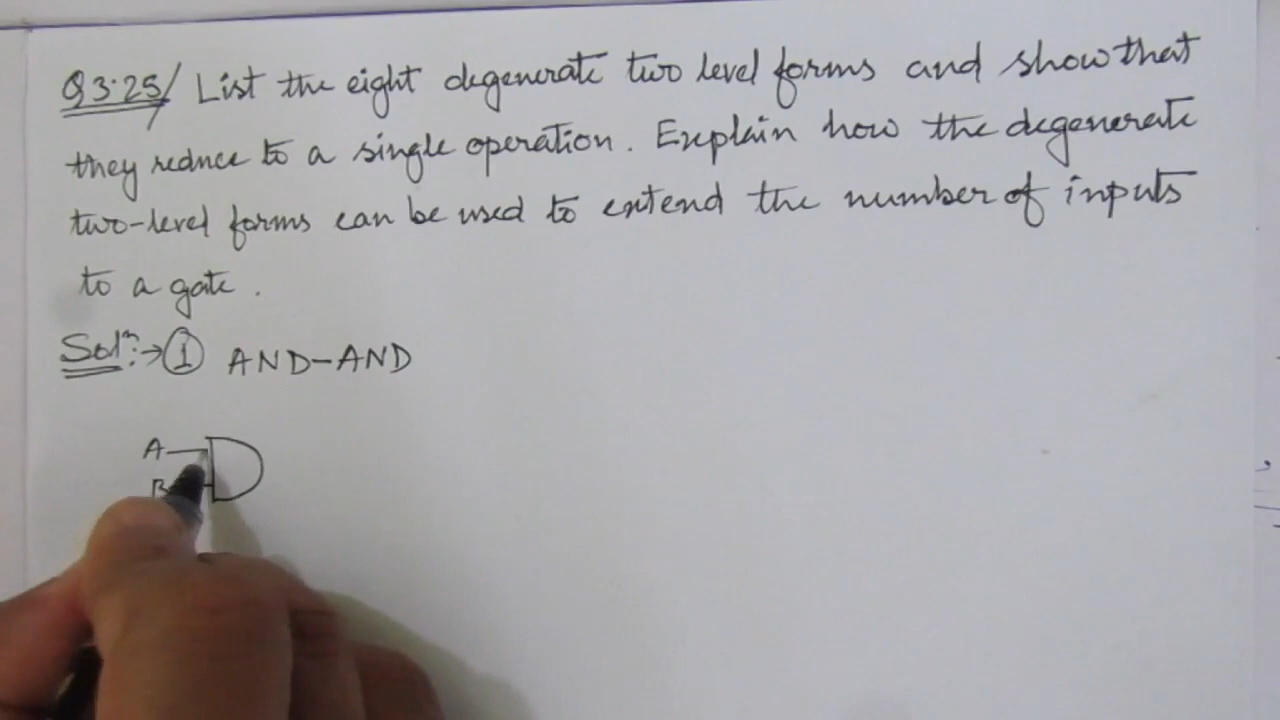 Q3.25/ List the eight degenerate two level forms and show that
they reduce to a single operation. Explain how the degenerate
two-level forms can be used to extend the number of inputs
to a gate.
Solⁿ:→ ① AND-AND
A
B